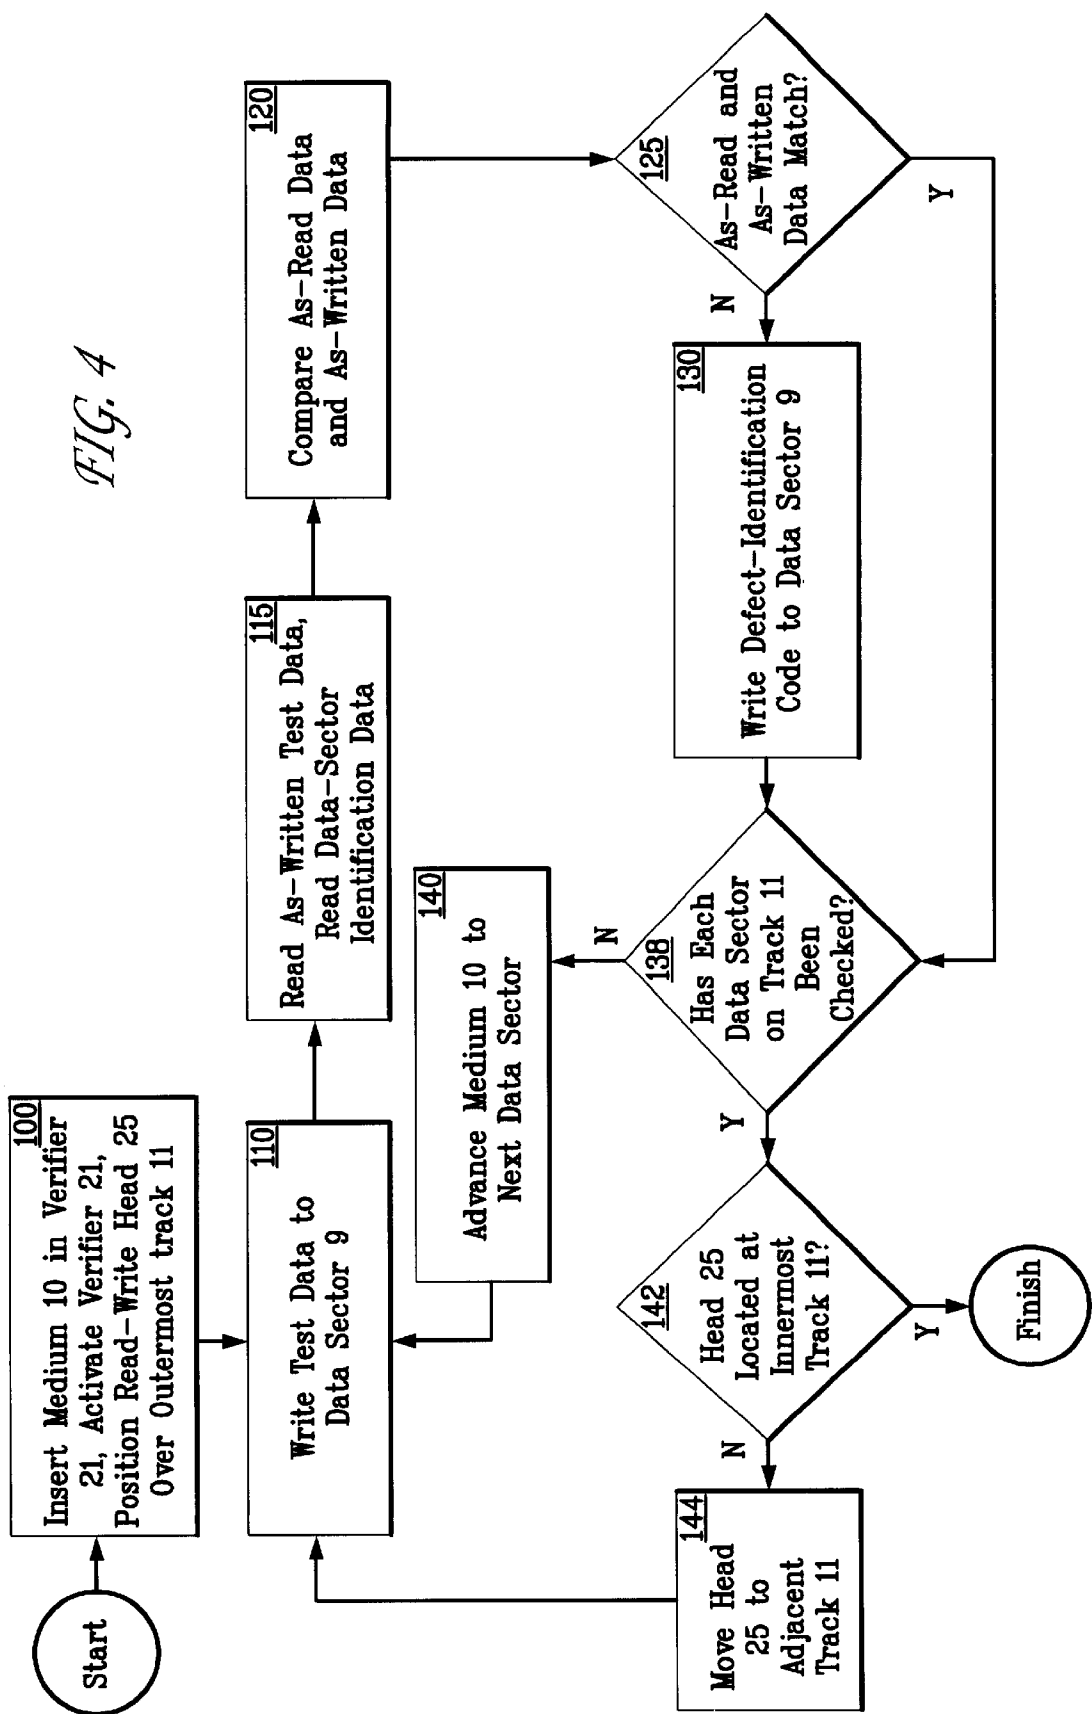 FIG. 4
Start
100
Insert Medium 10 in Verifier
21, Activate Verifier 21,
Position Read-Write Head 25
Over Outermost track 11
110
Write Test Data to
Data Sector 9
115
Read As-Written Test Data,
Read Data-Sector
Identification Data
120
Compare As-Read Data
and As-Written Data
125
As-Read and
As-Written
Data Match?
N
Y
130
Write Defect-Identification
Code to Data Sector 9
138
Has Each
Data Sector
on Track 11
Been
Checked?
N
Y
140
Advance Medium 10 to
Next Data Sector
142
Head 25
Located at
Innermost
Track 11?
N
Y
144
Move Head
25 to
Adjacent
Track 11
Finish